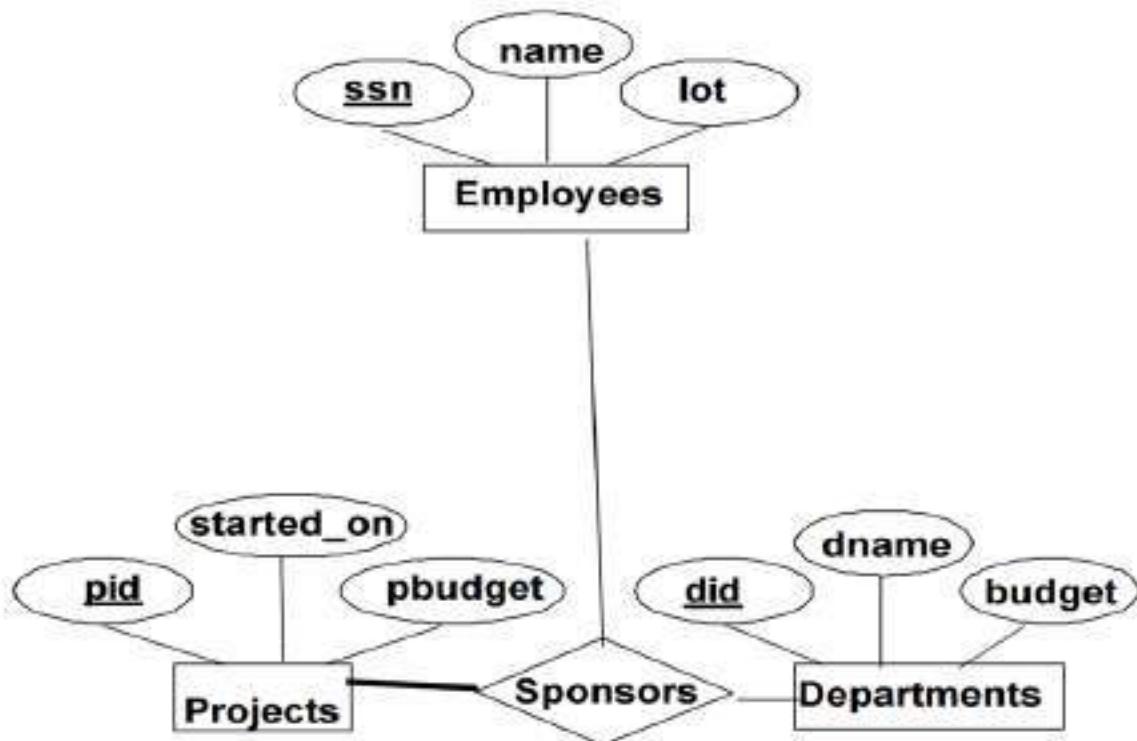 name
ssn
lot
Employees
started_on
dname
pid
pbudget
did
budget
Sponsors
Departments
Projects